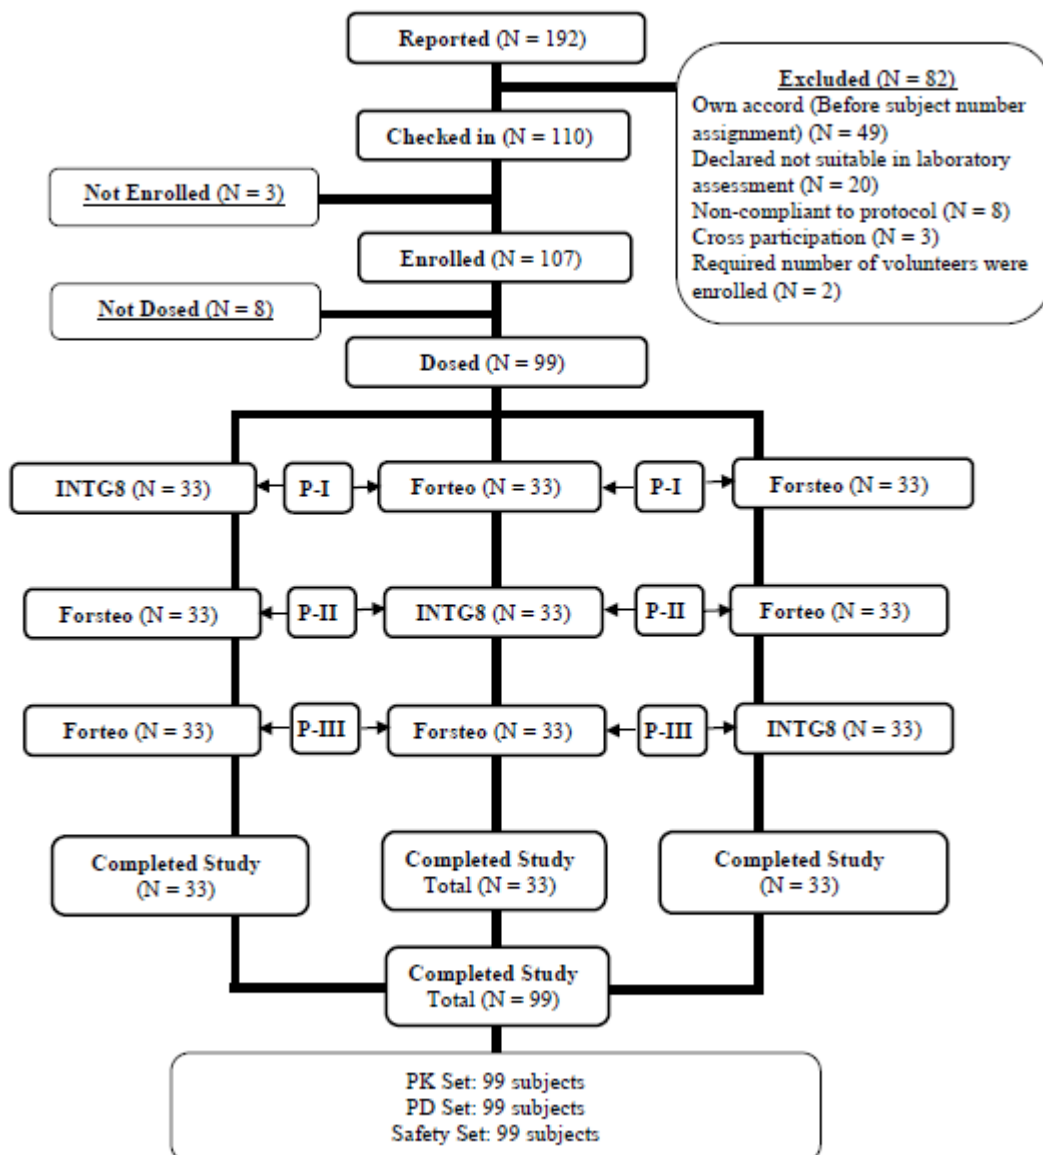 Reported (N = 192)
Excluded (N = 82)
Own accord (Before subject number
assignment) (N = 49)
Declared not suitable in laboratory
assessment (N = 20)
Non-compliant to protocol (N = 8)
Cross participation (N = 3)
Required number of volunteers were
enrolled (N = 2)
Checked in (N = 110)
Not Enrolled (N = 3)
Enrolled (N = 107)
Not Dosed (N = 8)
Dosed (N = 99)
INTG8 (N = 33)
P-I
Forteo (N = 33)
P-I
Forsteo (N = 33)
Forsteo (N = 33)
P-II
INTG8 (N = 33)
P-II
Forteo (N = 33)
Forteo (N = 33)
P-III
Forsteo (N = 33)
P-III
INTG8 (N = 33)
Completed Study
(N = 33)
Completed Study
Total (N = 33)
Completed Study
(N = 33)
Completed Study
Total (N = 99)
PK Set: 99 subjects
PD Set: 99 subjects
Safety Set: 99 subjects